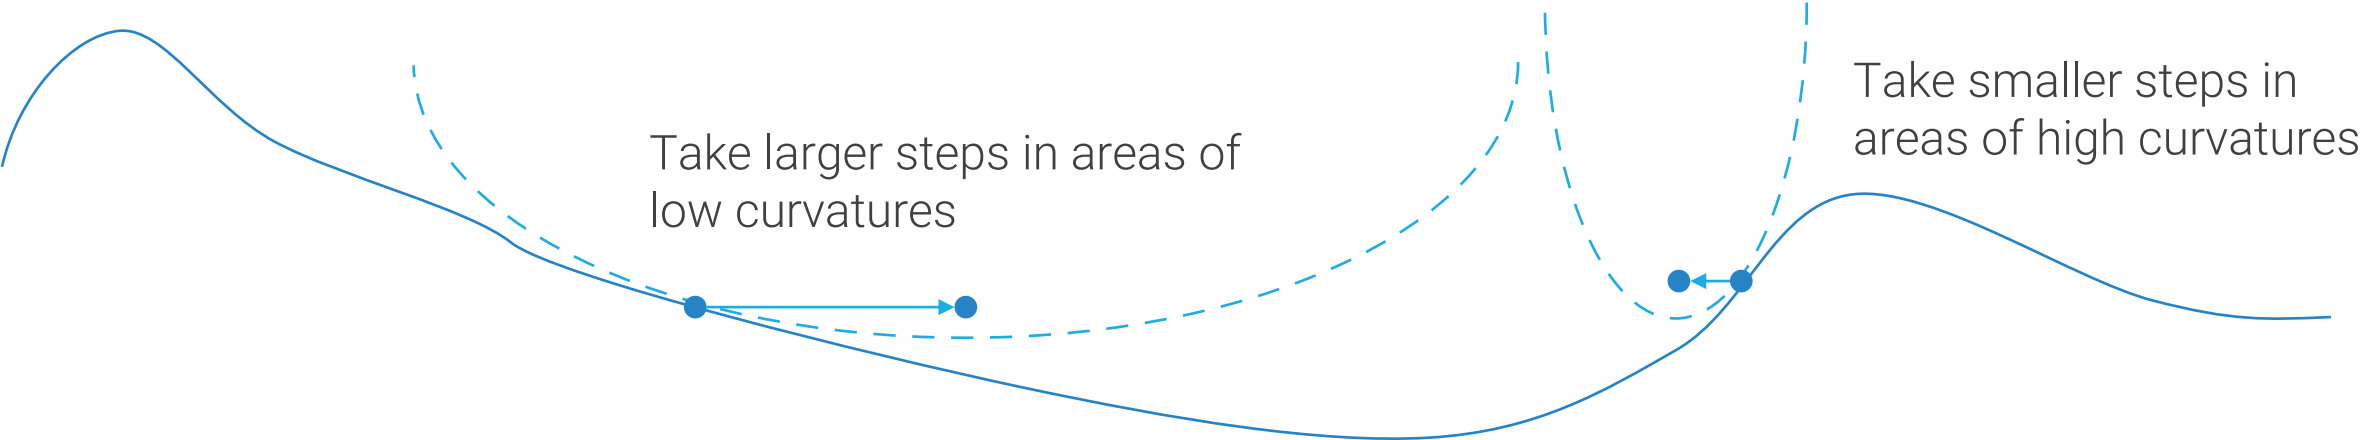 Take larger steps in areas of
low curvatures
Take smaller steps in
areas of high curvatures